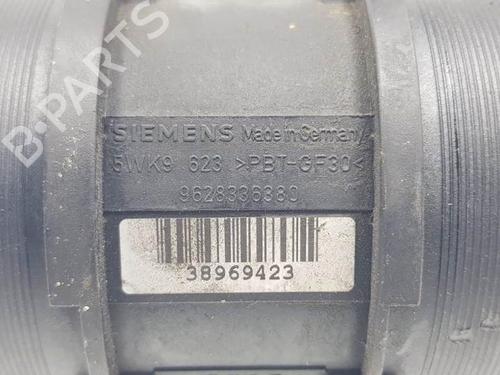 B-PARTS
SIEMENS Made in Germany
5WK9 623 >PBT-GF30<
9628336380
38969423